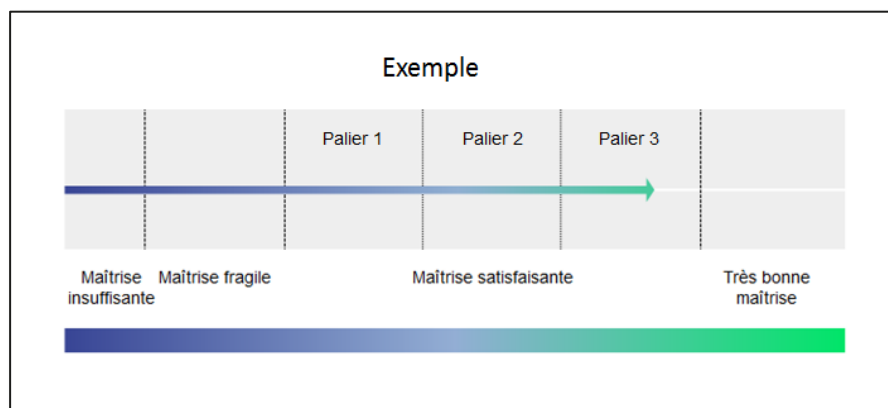 Exemple
Palier 1 Palier 2 Palier 3
Maîtrise insuffisante
Maîtrise fragile
Maîtrise satisfaisante
Très bonne maîtrise